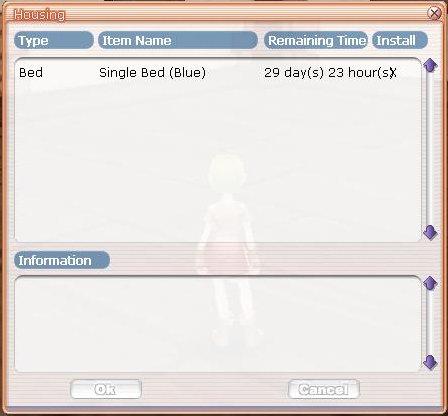 Housing
Type Item Name Remaining Time Install
Bed Single Bed (Blue) 29 day(s) 23 hour(s)X
Information
Ok Cancel